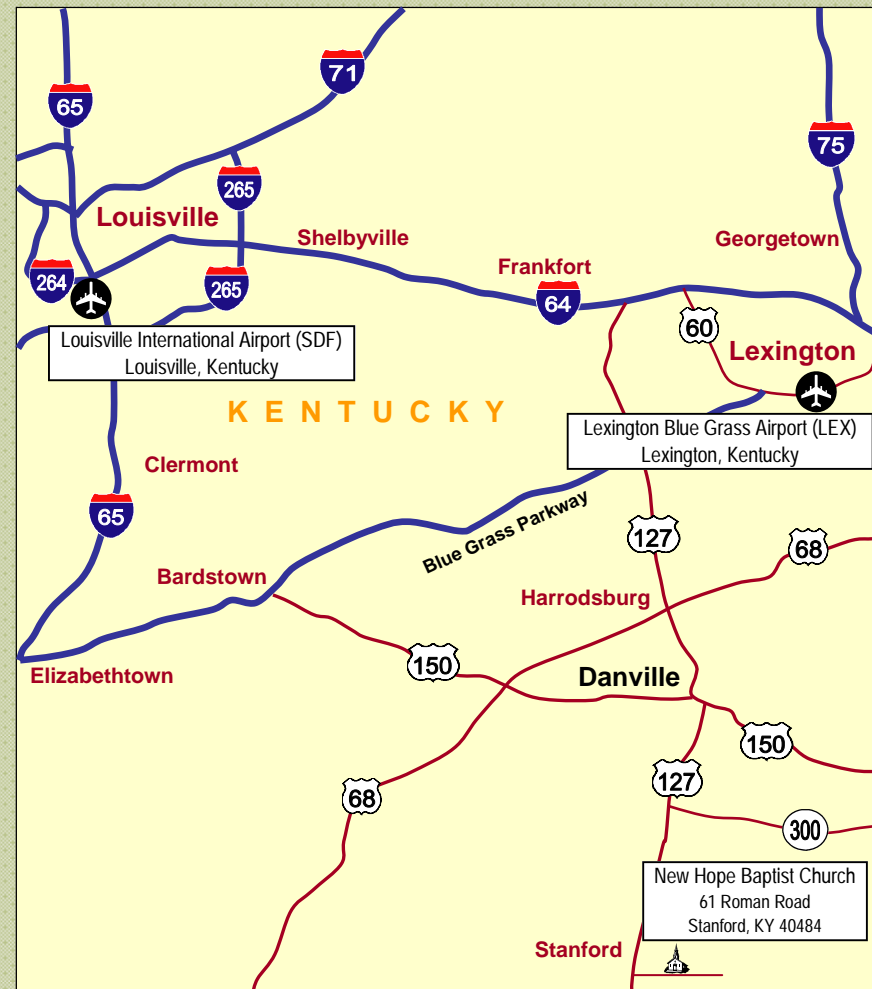 65
71
75
265
Louisville
Shelbyville
Georgetown
Frankfort
264
265
64
60
Louisville International Airport (SDF)
Louisville, Kentucky
Lexington
KENTUCKY
Lexington Blue Grass Airport (LEX)
Lexington, Kentucky
Clermont
65
Blue Grass Parkway
127
68
Bardstown
Harrodsburg
150
Elizabethtown
Danville
150
127
68
300
New Hope Baptist Church
61 Roman Road
Stanford, KY 40484
Stanford